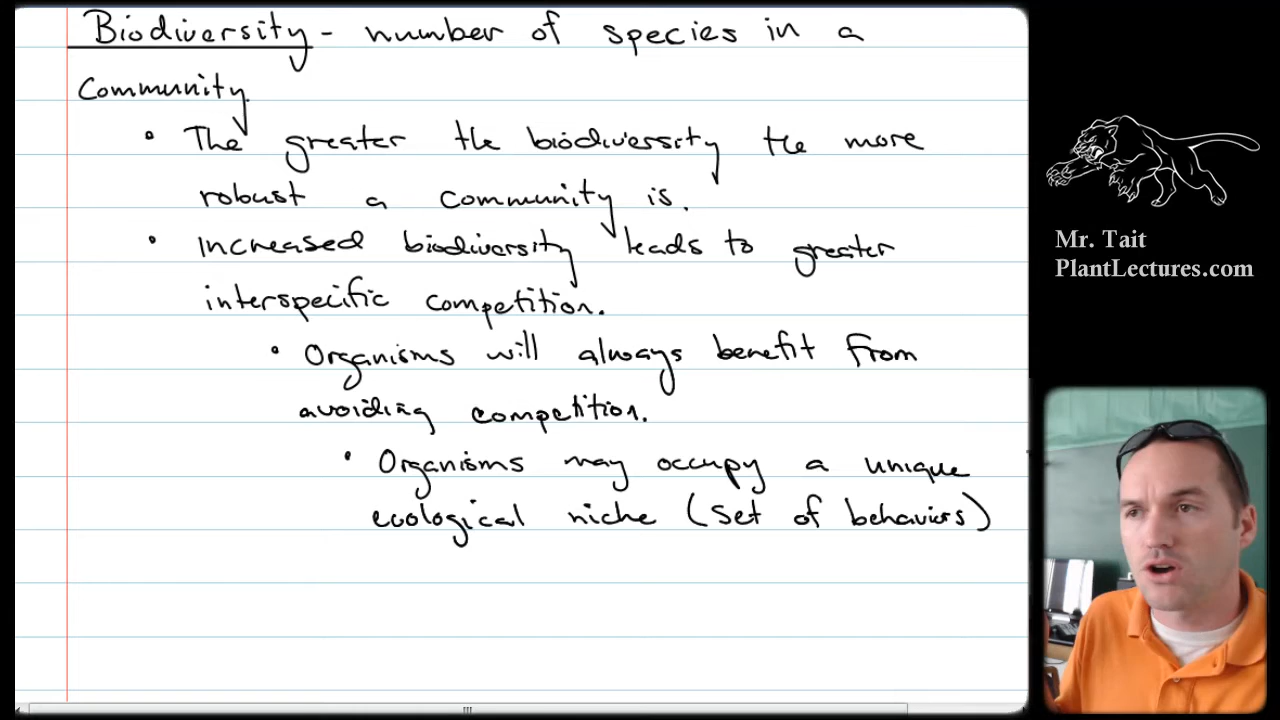 Biodiversity - number of species in a
Community
• The greater the biodiversity the more
robust a community is.
• Increased biodiversity leads to greater
interspecific competition.
• Organisms will always benefit from
avoiding competition.
• Organisms may occupy a unique
ecological niche (set of behaviors)
Mr. Tait
PlantLectures.com